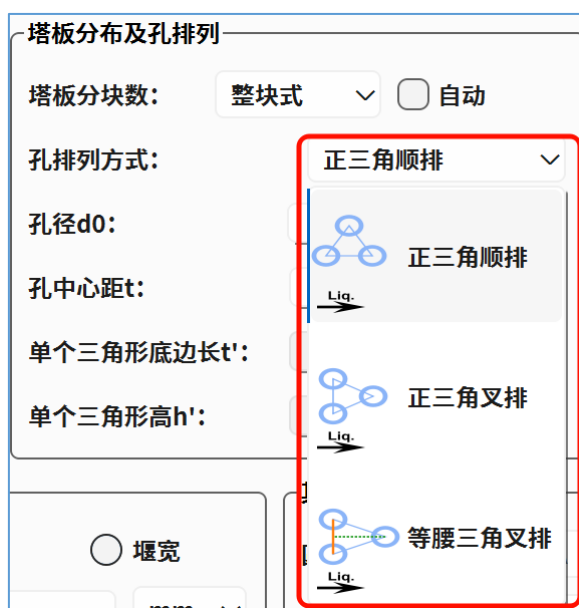 塔板分布及孔排列
塔板分块数： 整块式 自动
孔排列方式： 正三角顺排
孔径d0：
正三角顺排
Liq.
孔中心距t：
单个三角形底边长t'：
正三角叉排
Liq.
单个三角形高h'：
等腰三角叉排
Liq.
堰宽